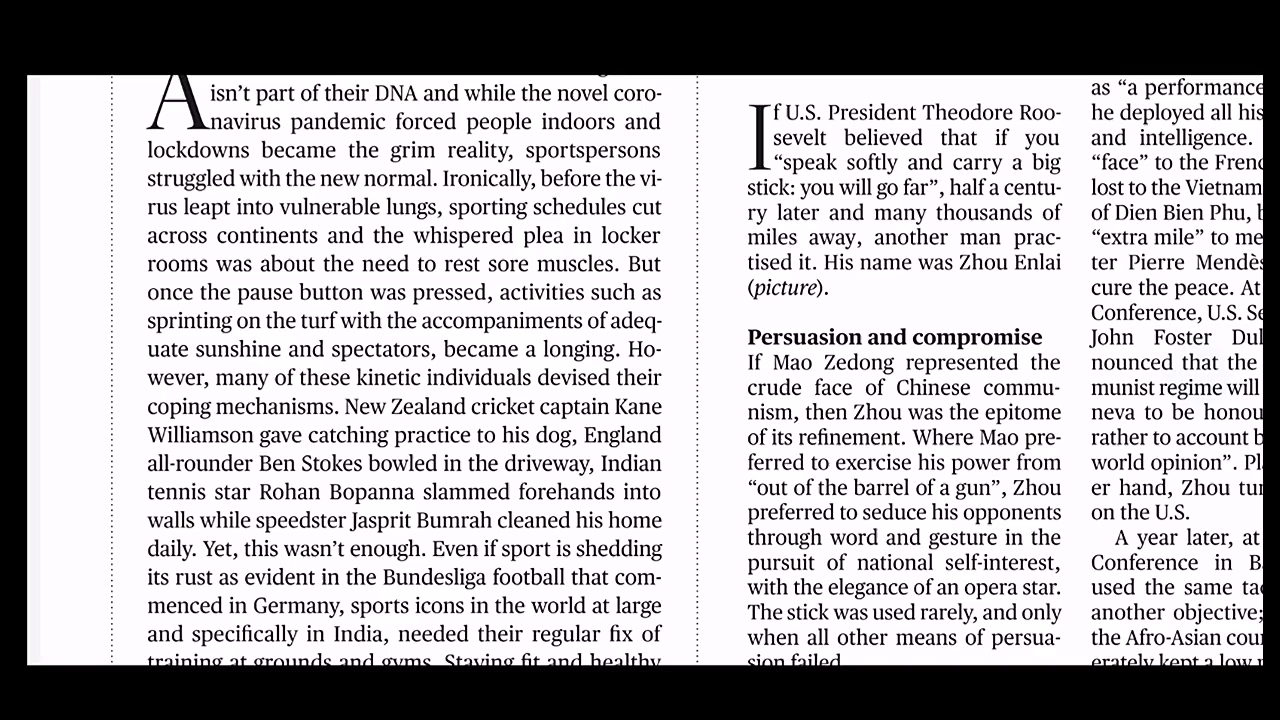 A
isn’t part of their DNA and while the novel coro-
navirus pandemic forced people indoors and
lockdowns became the grim reality, sportspersons
struggled with the new normal. Ironically, before the vi-
rus leapt into vulnerable lungs, sporting schedules cut
across continents and the whispered plea in locker
rooms was about the need to rest sore muscles. But
once the pause button was pressed, activities such as
sprinting on the turf with the accompaniments of adeq-
uate sunshine and spectators, became a longing. Ho-
wever, many of these kinetic individuals devised their
coping mechanisms. New Zealand cricket captain Kane
Williamson gave catching practice to his dog, England
all-rounder Ben Stokes bowled in the driveway, Indian
tennis star Rohan Bopanna slammed forehands into
walls while speedster Jasprit Bumrah cleaned his home
daily. Yet, this wasn’t enough. Even if sport is shedding
its rust as evident in the Bundesliga football that com-
menced in Germany, sports icons in the world at large
and specifically in India, needed their regular fix of
training at grounds and gyms. Staying fit and healthy
If U.S. President Theodore Roo-
sevelt believed that if you
“speak softly and carry a big
stick: you will go far”, half a centu-
ry later and many thousands of
miles away, another man prac-
tised it. His name was Zhou Enlai
(picture).
Persuasion and compromise
If Mao Zedong represented the
crude face of Chinese commu-
nism, then Zhou was the epitome
of its refinement. Where Mao pre-
ferred to exercise his power from
“out of the barrel of a gun”, Zhou
preferred to seduce his opponents
through word and gesture in the
pursuit of national self-interest,
with the elegance of an opera star.
The stick was used rarely, and only
when all other means of persua-
sion failed
as “a performance
he deployed all his
and intelligence.
“face” to the Frenc
lost to the Vietnam
of Dien Bien Phu, b
“extra mile” to me
ter Pierre Mendès
cure the peace. At
Conference, U.S. Se
John Foster Dul
nounced that the
munist regime will
neva to be honou
rather to account b
world opinion”. Pl
er hand, Zhou tur
on the U.S.
A year later, at
Conference in B
used the same tac
another objective;
the Afro-Asian cou
erately kept a low